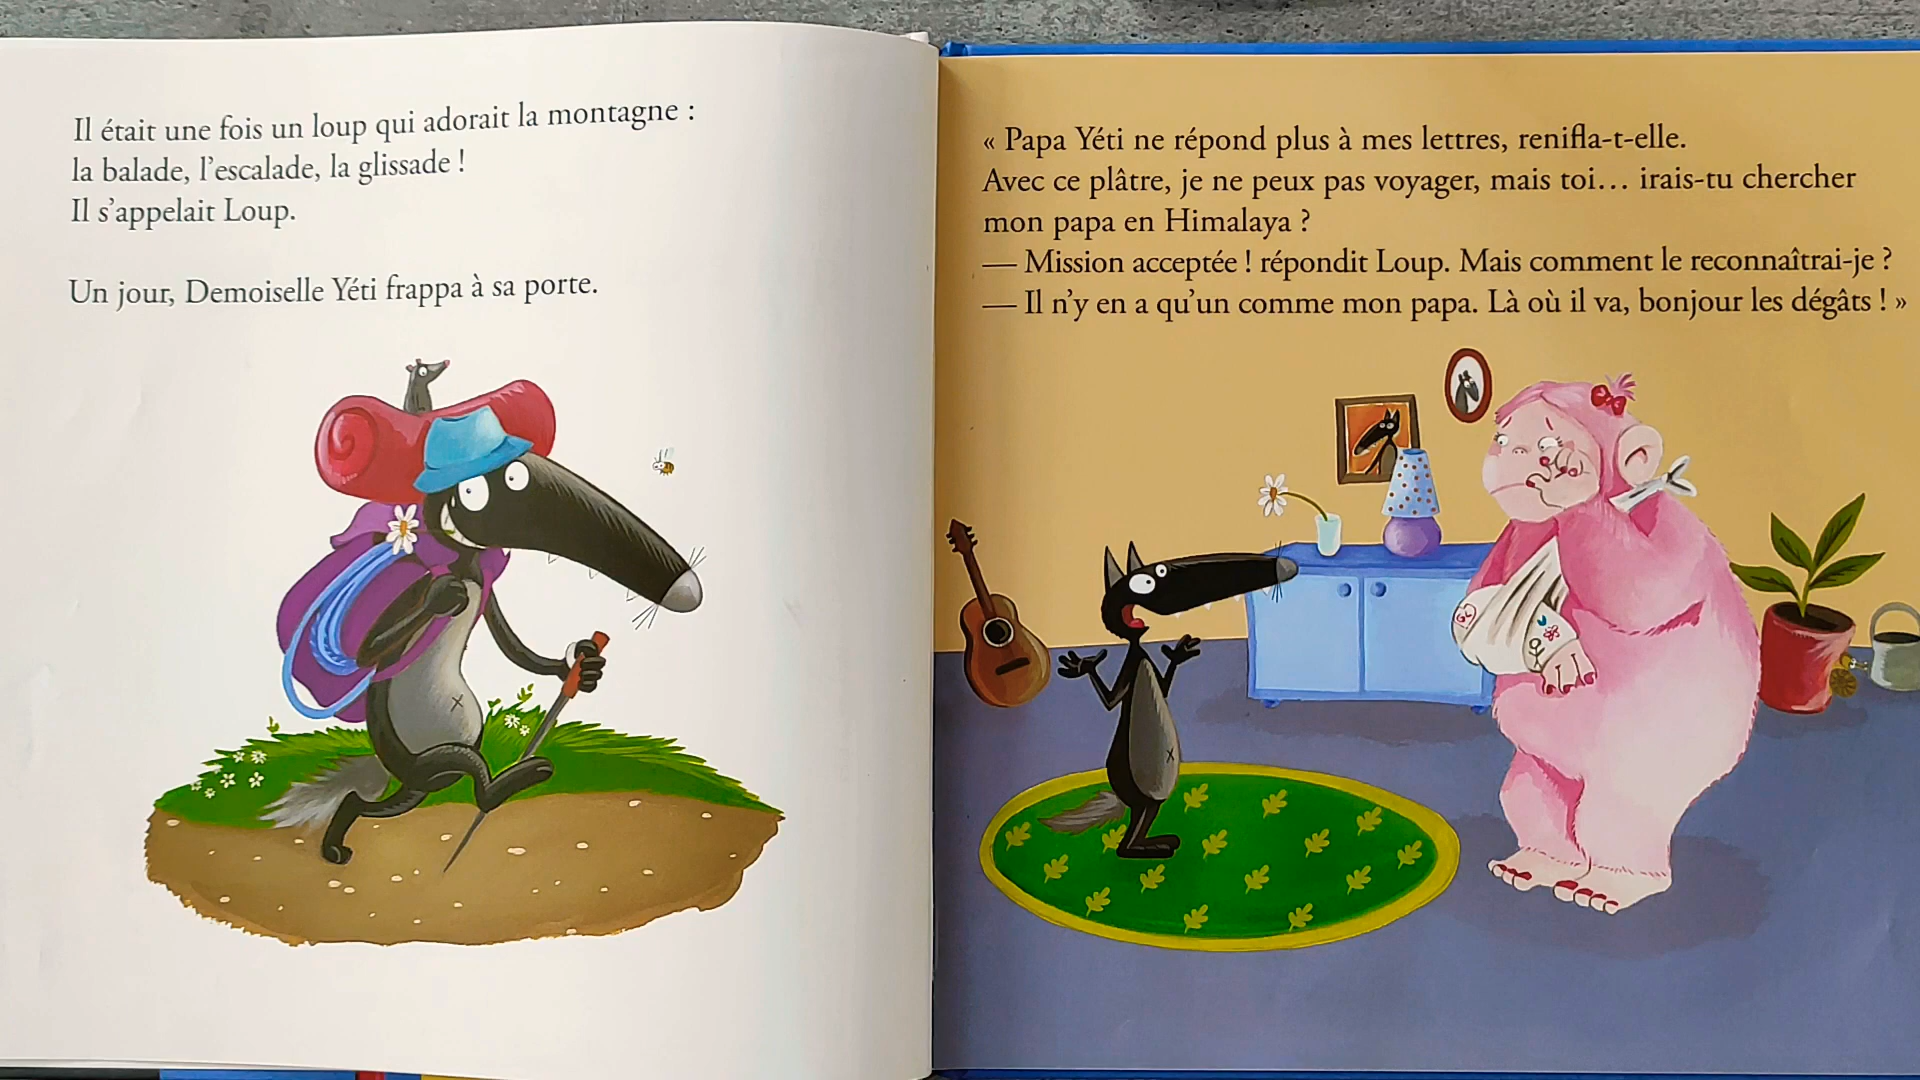 Il était une fois un loup qui adorait la montagne :
la balade, l'escalade, la glissade !
Il s'appelait Loup.
Un jour, Demoiselle Yéti frappa à sa porte.
« Papa Yéti ne répond plus à mes lettres, renifla-t-elle.
Avec ce plâtre, je ne peux pas voyager, mais toi… irais-tu chercher
mon papa en Himalaya ?
— Mission acceptée ! répondit Loup. Mais comment le reconnaîtrai-je ?
— Il n'y en a qu'un comme mon papa. Là où il va, bonjour les dégâts ! »